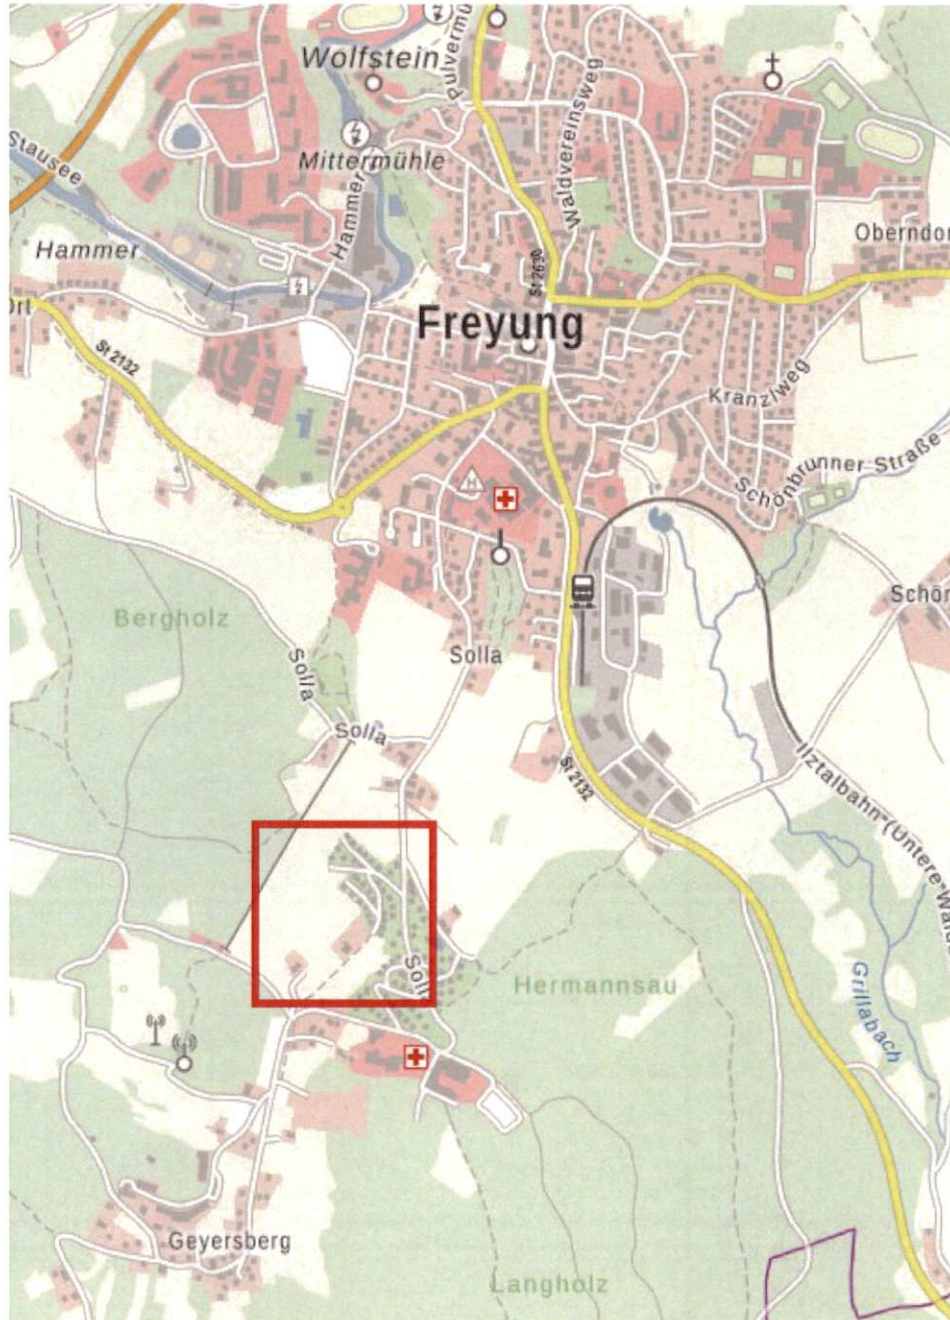 Wolfstein
Pulvermü
Waldvereinsweg
Stausee
Mittermühle
Hammer
Hammer
Oberndor
St 2630
ort
Freyung
St 2132
Kranzlweg
Schönbrunner Straße
H
Bergholz
Schön
Solla
Solla
Solla
St 2132
Ilztalbahn (Untere Wald
Soll
Hermannsau
Grillabach
Geyersberg
Langholz